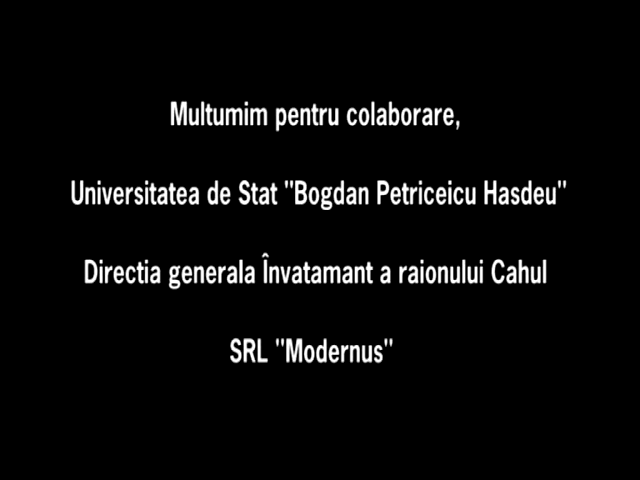 Multumim pentru colaborare,
Universitatea de Stat "Bogdan Petriceicu Hasdeu"
Directia generala Învatamant a raionului Cahul
SRL "Modernus"